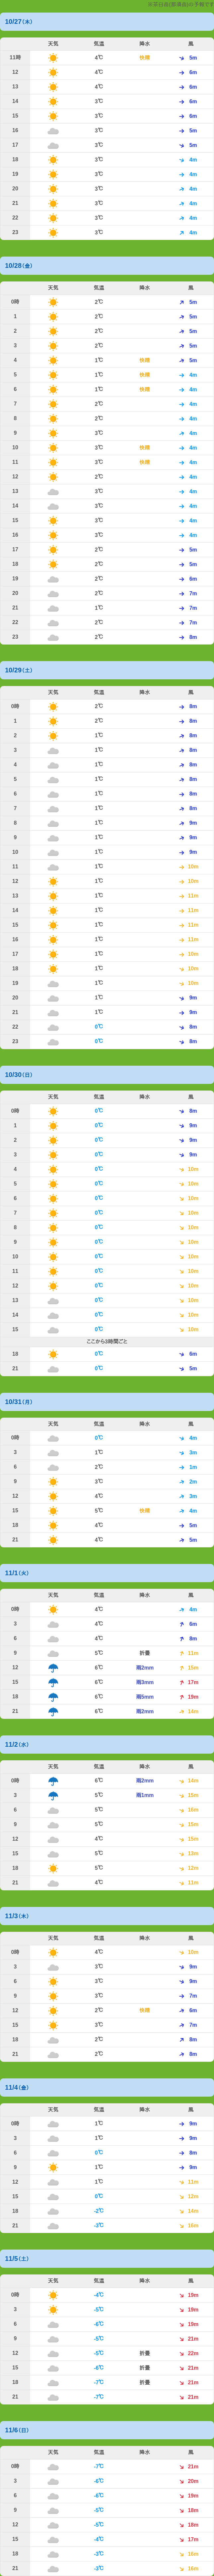 10/27(木)
天気 気温 降水 風
11時 4℃ 快晴 5m
12 4℃ 6m
13 4℃ 6m
14 3℃ 6m
15 3℃ 6m
16 3℃ 5m
17 3℃ 5m
18 3℃ 4m
19 3℃ 4m
20 3℃ 4m
21 3℃ 4m
22 3℃ 4m
23 3℃ 4m
10/28(金)
天気 気温 降水 風
0時 2℃ 5m
1 2℃ 5m
2 2℃ 5m
3 2℃ 5m
4 1℃ 快晴 5m
5 1℃ 快晴 4m
6 1℃ 快晴 4m
7 2℃ 4m
8 2℃ 4m
9 3℃ 4m
10 3℃ 快晴 4m
11 3℃ 快晴 4m
12 2℃ 4m
13 3℃ 4m
14 3℃ 4m
15 3℃ 4m
16 3℃ 4m
17 2℃ 5m
18 2℃ 5m
19 2℃ 6m
20 2℃ 7m
21 1℃ 7m
22 2℃ 7m
23 2℃ 8m
10/29(土)
天気 気温 降水 風
0時 2℃ 8m
1 2℃ 8m
2 1℃ 8m
3 1℃ 8m
4 1℃ 8m
5 1℃ 8m
6 1℃ 8m
7 1℃ 8m
8 1℃ 9m
9 1℃ 9m
10 1℃ 9m
11 1℃ 10m
12 1℃ 10m
13 1℃ 11m
14 1℃ 11m
15 1℃ 11m
16 1℃ 11m
17 1℃ 10m
18 1℃ 10m
19 1℃ 10m
20 1℃ 9m
21 1℃ 9m
22 0℃ 8m
23 0℃ 8m
10/30(日)
天気 気温 降水 風
0時 0℃ 8m
1 0℃ 9m
2 0℃ 9m
3 0℃ 9m
4 0℃ 10m
5 0℃ 10m
6 0℃ 10m
7 0℃ 10m
8 0℃ 10m
9 0℃ 10m
10 0℃ 10m
11 0℃ 10m
12 0℃ 10m
13 0℃ 10m
14 0℃ 10m
15 0℃ 10m
ここから3時間ごと
18 0℃ 6m
21 0℃ 5m
10/31(月)
天気 気温 降水 風
0時 0℃ 4m
3 1℃ 3m
6 2℃ 1m
9 3℃ 2m
12 4℃ 3m
15 5℃ 快晴 4m
18 4℃ 5m
21 4℃ 5m
11/1(火)
天気 気温 降水 風
0時 4℃ 4m
3 4℃ 6m
6 4℃ 8m
9 5℃ 折畳 11m
12 6℃ 雨2mm 15m
15 6℃ 雨3mm 17m
18 6℃ 雨5mm 19m
21 6℃ 雨2mm 14m
11/2(水)
天気 気温 降水 風
0時 6℃ 雨2mm 14m
3 5℃ 雨1mm 15m
6 5℃ 16m
9 5℃ 15m
12 4℃ 15m
15 5℃ 13m
18 5℃ 12m
21 4℃ 11m
11/3(木)
天気 気温 降水 風
0時 4℃ 10m
3 3℃ 9m
6 3℃ 9m
9 3℃ 7m
12 2℃ 快晴 6m
15 3℃ 7m
18 2℃ 8m
21 2℃ 8m
11/4(金)
天気 気温 降水 風
0時 1℃ 9m
3 1℃ 9m
6 0℃ 8m
9 1℃ 9m
12 1℃ 11m
15 0℃ 12m
18 -2℃ 14m
21 -3℃ 16m
11/5(土)
天気 気温 降水 風
0時 -4℃ 19m
3 -5℃ 19m
6 -6℃ 19m
9 -5℃ 21m
12 -5℃ 折畳 22m
15 -6℃ 折畳 21m
18 -7℃ 折畳 21m
21 -7℃ 21m
11/6(日)
天気 気温 降水 風
0時 -7℃ 21m
3 -6℃ 20m
6 -6℃ 19m
9 -5℃ 18m
12 -5℃ 18m
15 -4℃ 17m
18 -3℃ 16m
21 -3℃ 16m